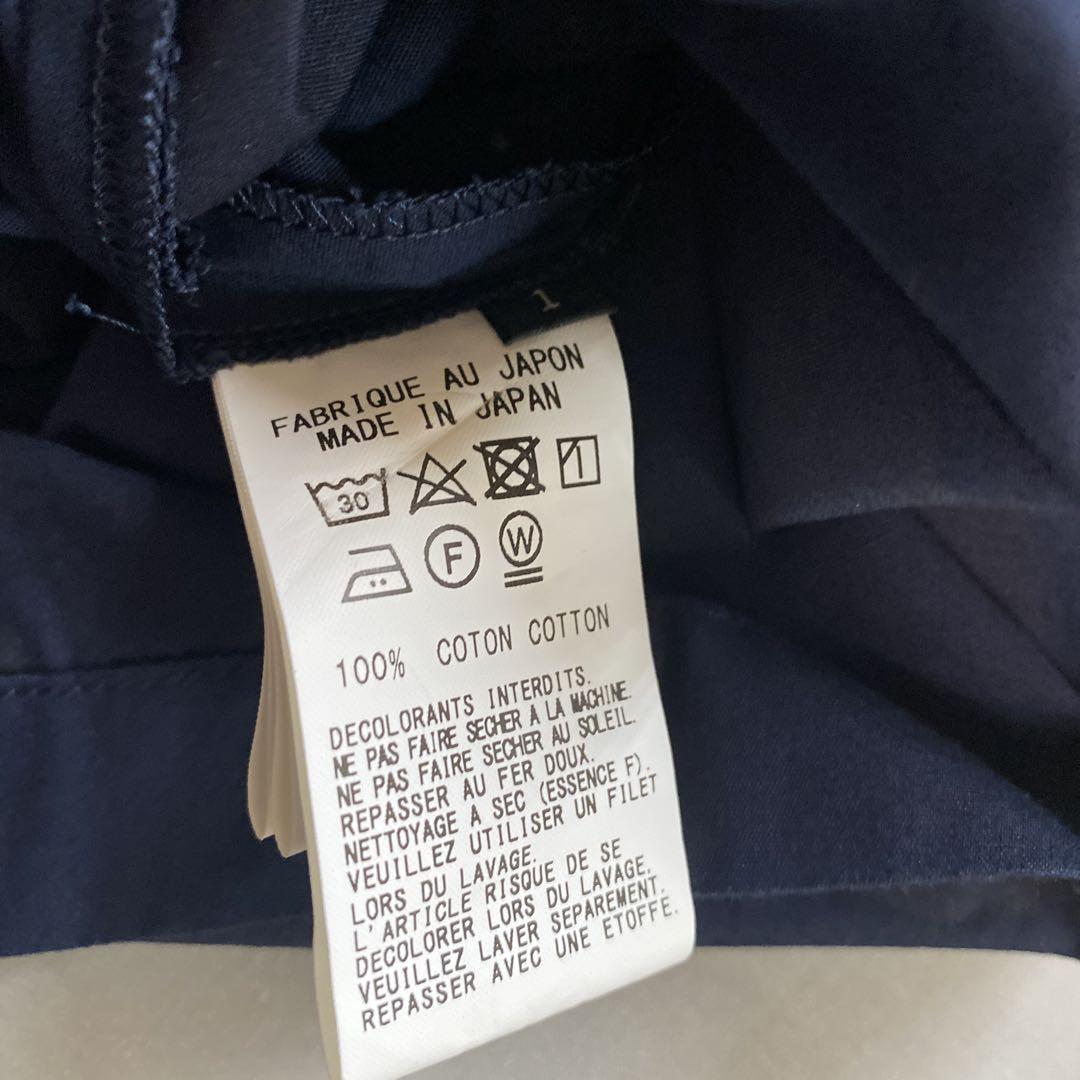 1
FABRIQUE AU JAPON
MADE IN JAPAN
30
F W
100% COTON COTTON
DECOLORANTS INTERDITS.
NE PAS FAIRE SECHER À LA MACHINE.
NE PAS FAIRE SECHER AU SOLEIL.
REPASSER AU FER DOUX.
NETTOYAGE A SEC (ESSENCE F).
VEUILLEZ UTILISER UN FILET
LORS DU LAVAGE.
L'ARTICLE RISQUE DE SE
DECOLORER LORS DU LAVAGE.
VEUILLEZ LAVER SEPAREMENT.
REPASSER AVEC UNE ETOFFE.